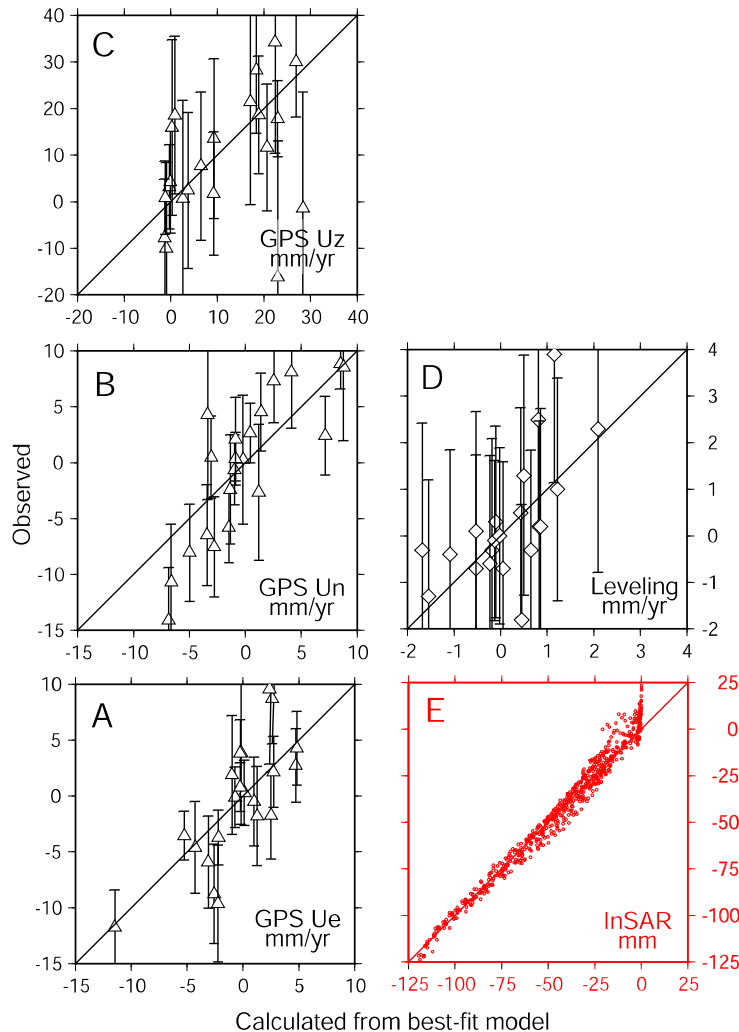 C
40
30
20
10
0
-10
-20
GPS Uz
mm/yr
-20 -10 0 10 20 30 40
B
10
5
0
-5
-10
-15
GPS Un
mm/yr
-15 -10 -5 0 5 10
D
4
3
2
1
0
-1
-2
Leveling
mm/yr
-2 -1 0 1 2 3 4
Observed
A
10
5
0
-5
-10
-15
GPS Ue
mm/yr
-15 -10 -5 0 5 10
E
25
0
-25
-50
-75
-100
-125
InSAR
mm
-125 -100 -75 -50 -25 0 25
Calculated from best-fit model